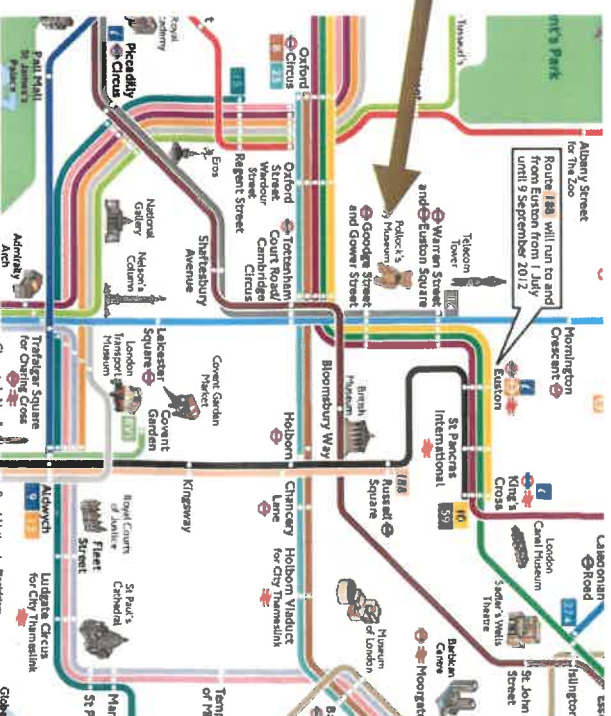 Albany Street
for The Zoo
Route 188 will run to and
from Euston from 1 July
until 9 September 2012
Mornington
Crescent
Euston
7
King's
Cross
7
St Pancras
International
10
59
London
Canal Museum
Sadler's Wells
Theatre
274
Caledonian
Road
Islington
St John
Street
Barbican
Centre
Moorgate
Telecom
Tower
Warren Street
and Euston Square
Goodge Street
and Gower Street
Pollock's
Museum
British
Museum
Bloomsbury Way
Russell
Square
188
Museum
of London
Oxford
Circus
8
Oxford
Street
Wardour
Street
Tottenham
Court Road/
Cambridge
Circus
Holborn
Chancery
Lane
Holborn Viaduct
for City Thameslink
Regent Street
Eros
Shaftesbury
Avenue
Piccadilly
Circus
Royal
Academy
National
Gallery
Nelson's
Column
Leicester
Square
London
Transport
Museum
Covent Garden
Market
Covent
Garden
Kingsway
Royal Courts
of Justice
Fleet
Street
St Paul's
Cathedral
Pall Mall
St James's
Palace
Admiralty
Arch
Trafalgar Square
for Charing Cross
Aldwych
9
Ludgate Circus
for City Thameslink